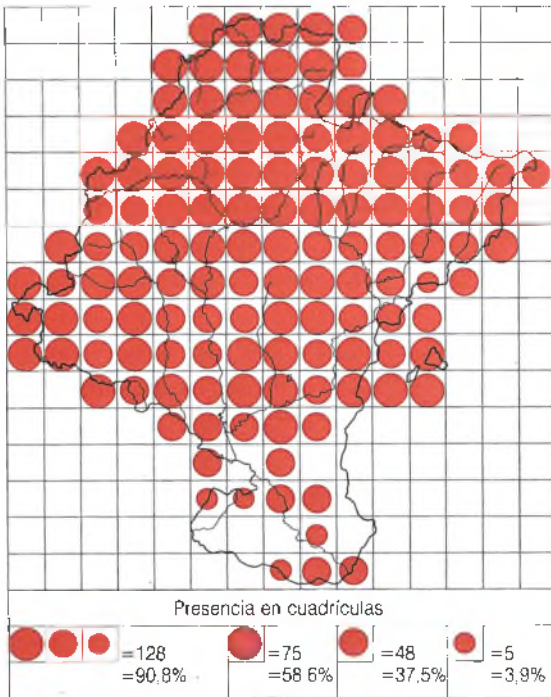 Presencia en cuadrículas
=128 =75 =48 =5
=90,8% =58 6% =37,5% =3,9%